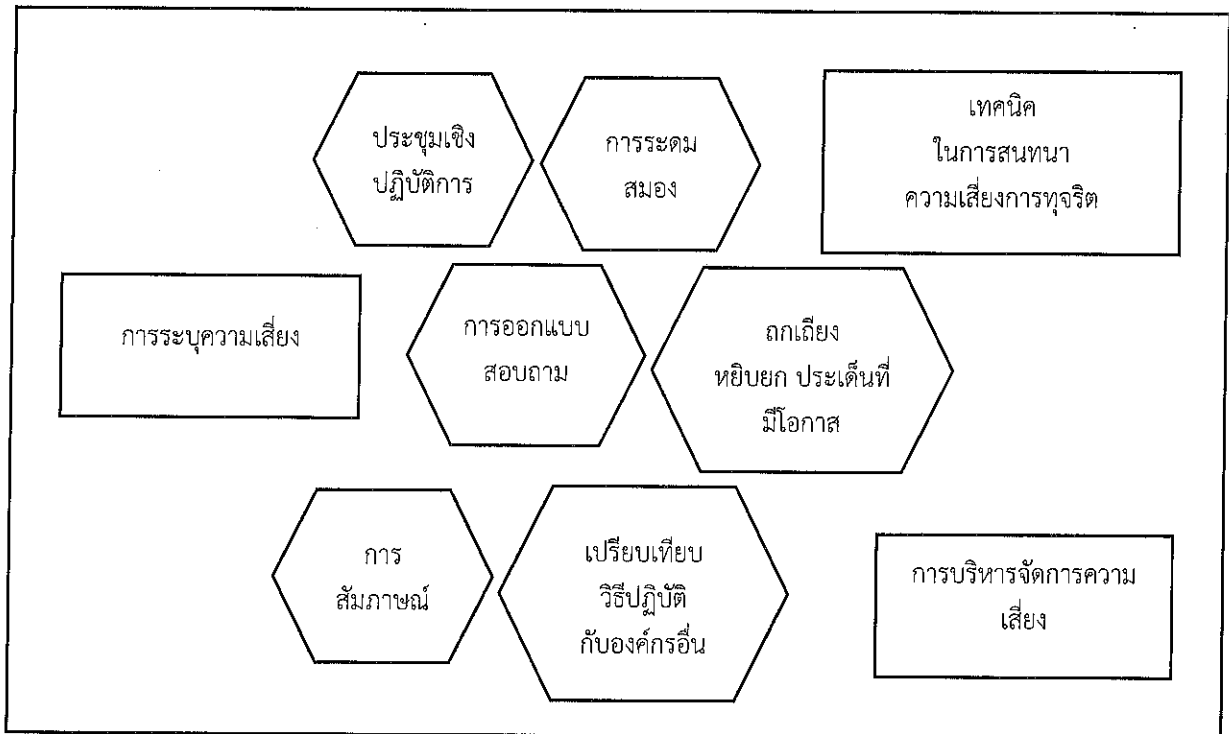 ประชุมเชิง
ปฏิบัติการ
การระดม
สมอง
เทคนิค
ในการสนทนา
ความเสี่ยงการทุจริต
การระบุความเสี่ยง
การออกแบบ
สอบถาม
ถกเถียง
หยิบยก ประเด็นที่
มีโอกาส
การ
สัมภาษณ์
เปรียบเทียบ
วิธีปฏิบัติ
กับองค์กรอื่น
การบริหารจัดการความ
เสี่ยง